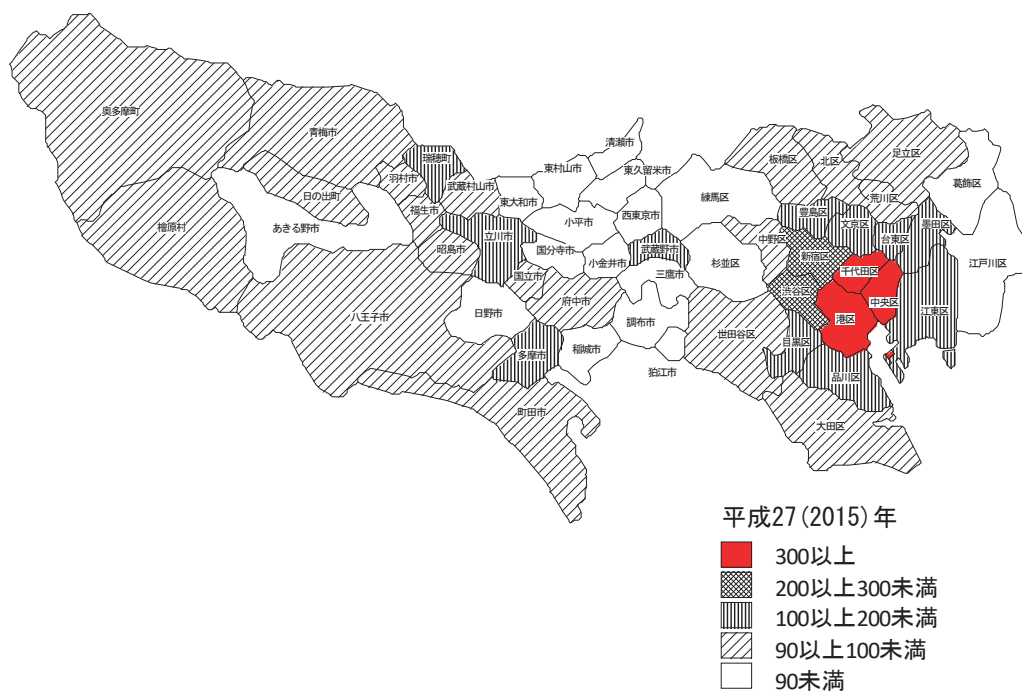 奥多摩町
青梅市
瑞穂町
羽村市
日の出町
檜原村
あきる野市
福生市
武蔵村山市
昭島市
立川市
東大和市
東村山市
清瀬市
東久留米市
小平市
西東京市
国分寺市
小金井市
武蔵野市
国立市
三鷹市
府中市
八王子市
日野市
調布市
多摩市
稲城市
狛江市
町田市
練馬区
板橋区
北区
足立区
葛飾区
荒川区
豊島区
文京区
台東区
墨田区
中野区
新宿区
杉並区
千代田区
江戸川区
渋谷区
中央区
港区
江東区
世田谷区
目黒区
品川区
大田区
平成27(2015)年
300以上
200以上300未満
100以上200未満
90以上100未満
90未満